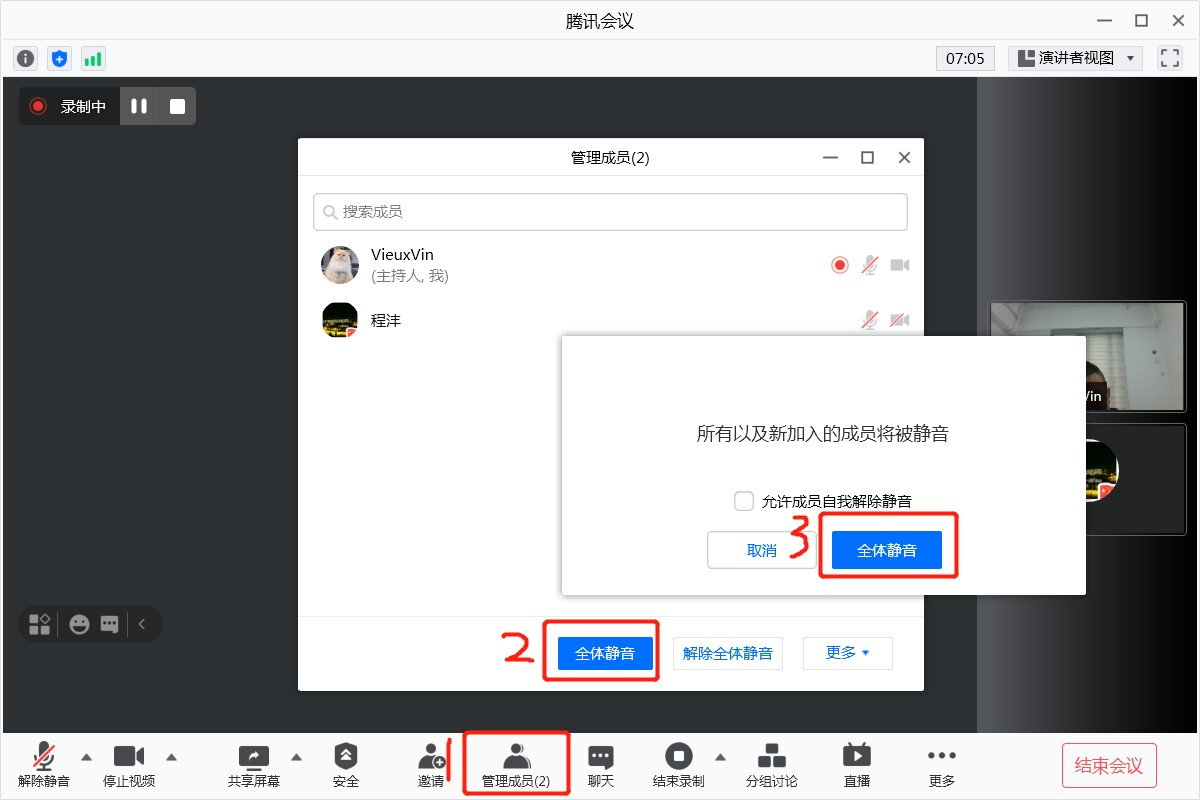 腾讯会议
07:05
演讲者视图
录制中
管理成员(2)
搜索成员
VieuxVin
(主持人, 我)
程沣
Vin
所有以及新加入的成员将被静音
允许成员自我解除静音
取消
3
全体静音
2
全体静音
解除全体静音
更多
解除静音
停止视频
共享屏幕
安全
邀请
1
管理成员(2)
聊天
结束录制
分组讨论
直播
更多
结束会议